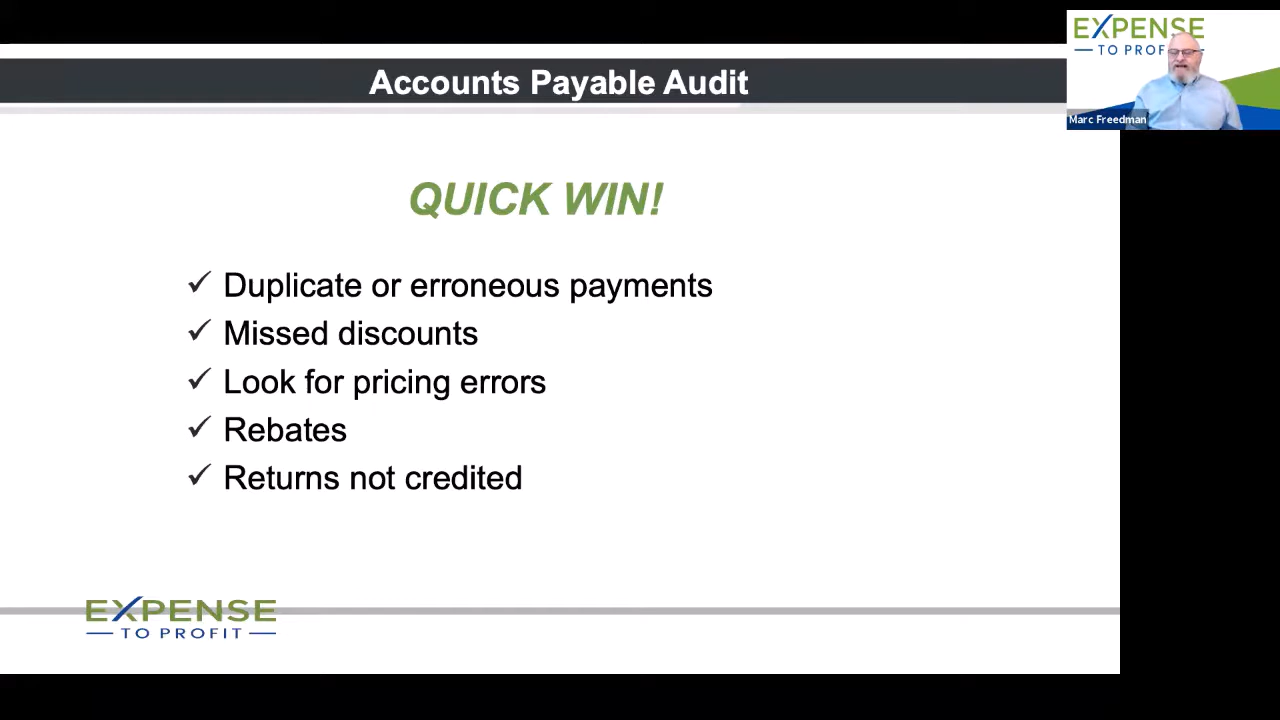 Accounts Payable Audit
EXPENSE
TO PROF
Marc Freedman
QUICK WIN!
✓ Duplicate or erroneous payments
✓ Missed discounts
✓ Look for pricing errors
✓ Rebates
✓ Returns not credited
EXPENSE
TO PROFIT